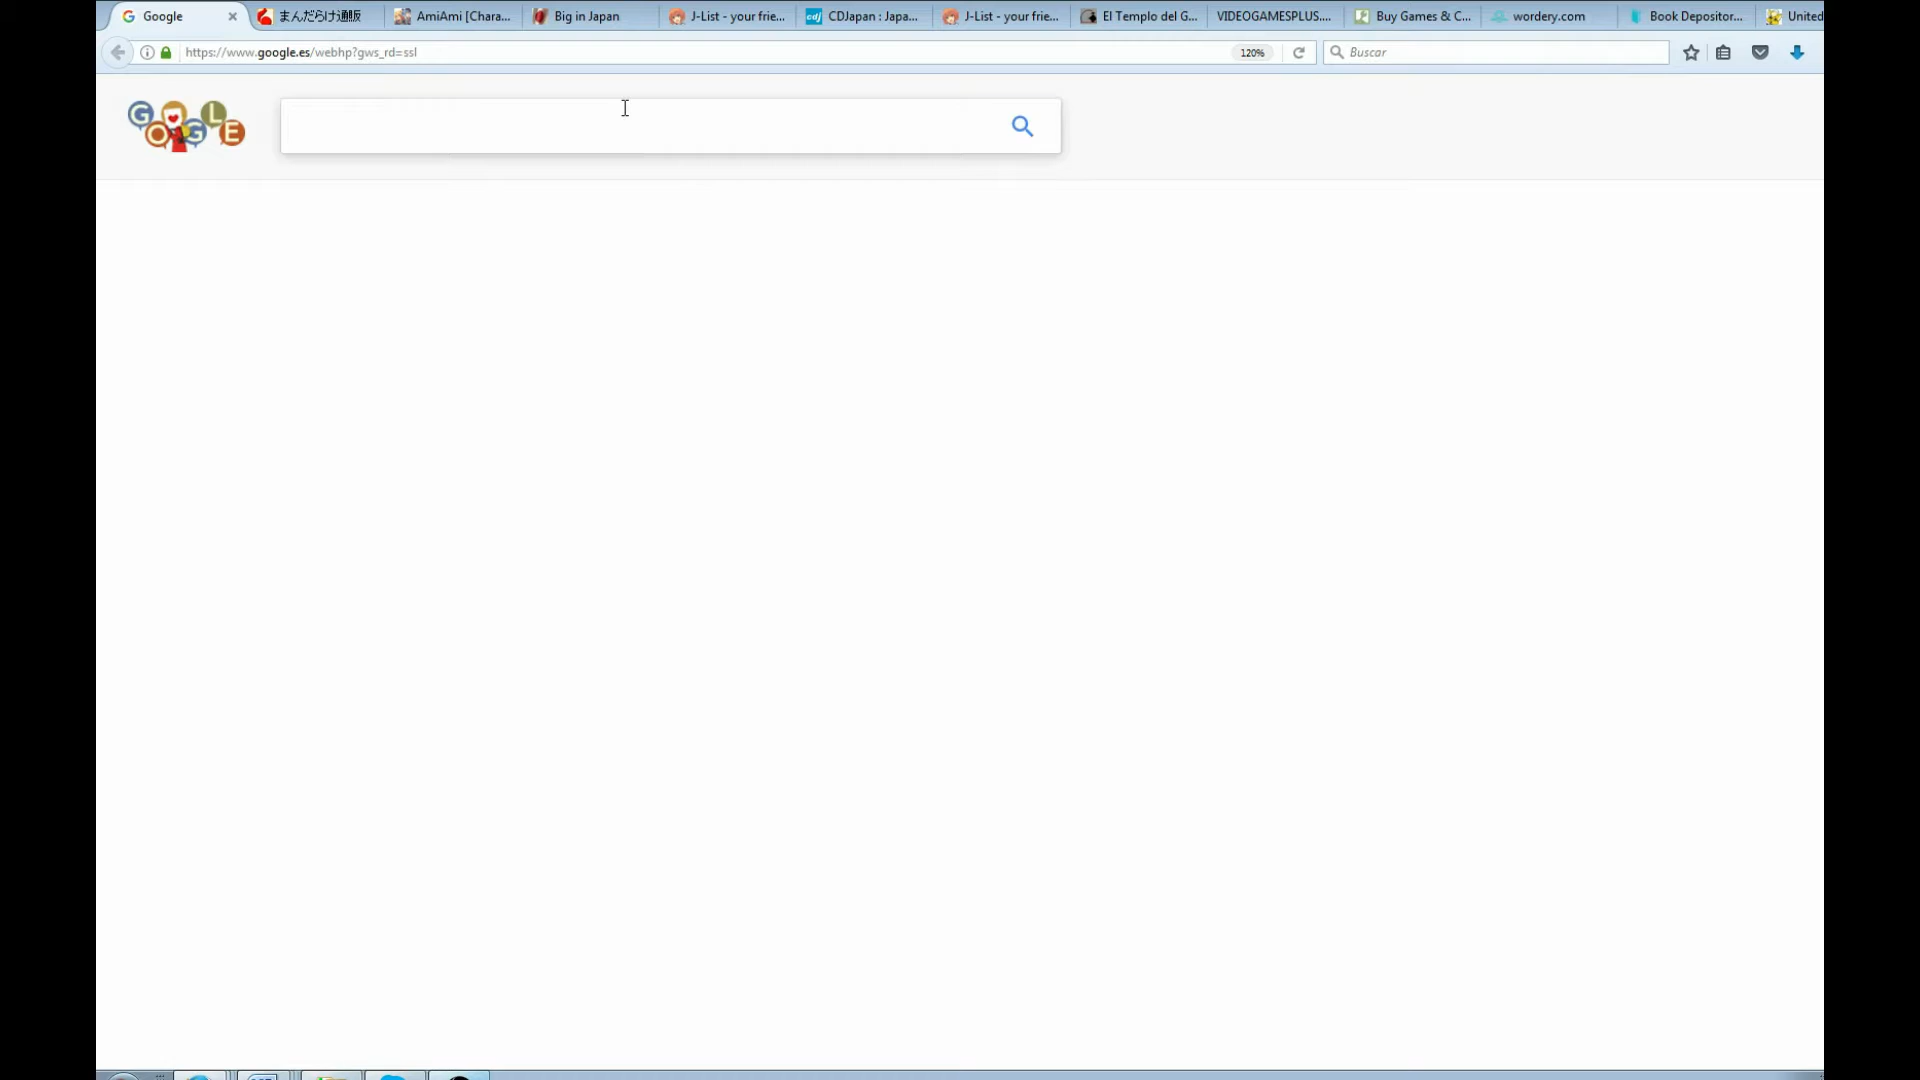 Google
まんだらけ通販
AmiAmi [Chara...
Big in Japan
J-List - your frie...
CDJapan : Japa...
J-List - your frie...
El Templo del G...
VIDEOGAMESPLUS....
Buy Games & C...
wordery.com
Book Depositor...
United
https://www.google.es/webhp?gws_rd=ssl
120%
Buscar
GOOGLE